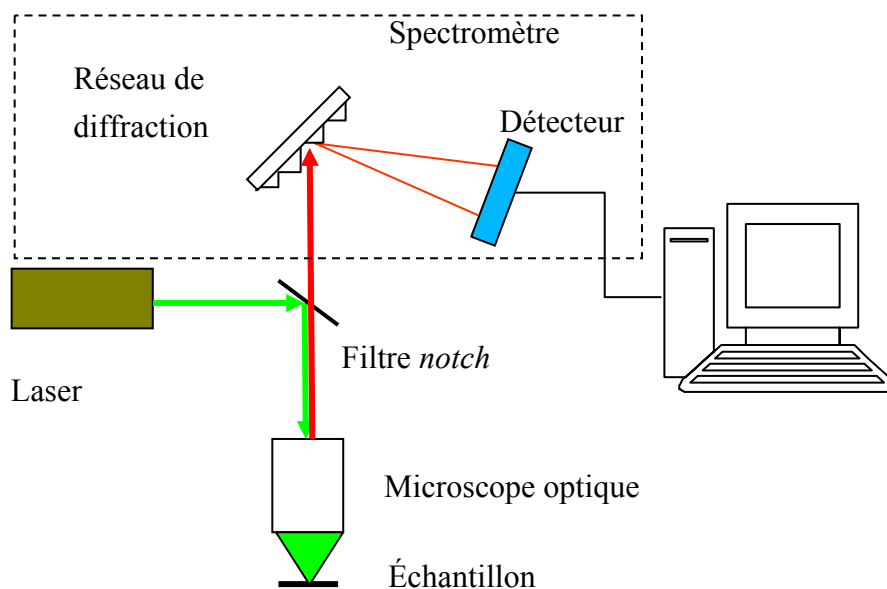 Spectromètre
Réseau de
diffraction
Détecteur
Filtre notch
Laser
Microscope optique
Échantillon